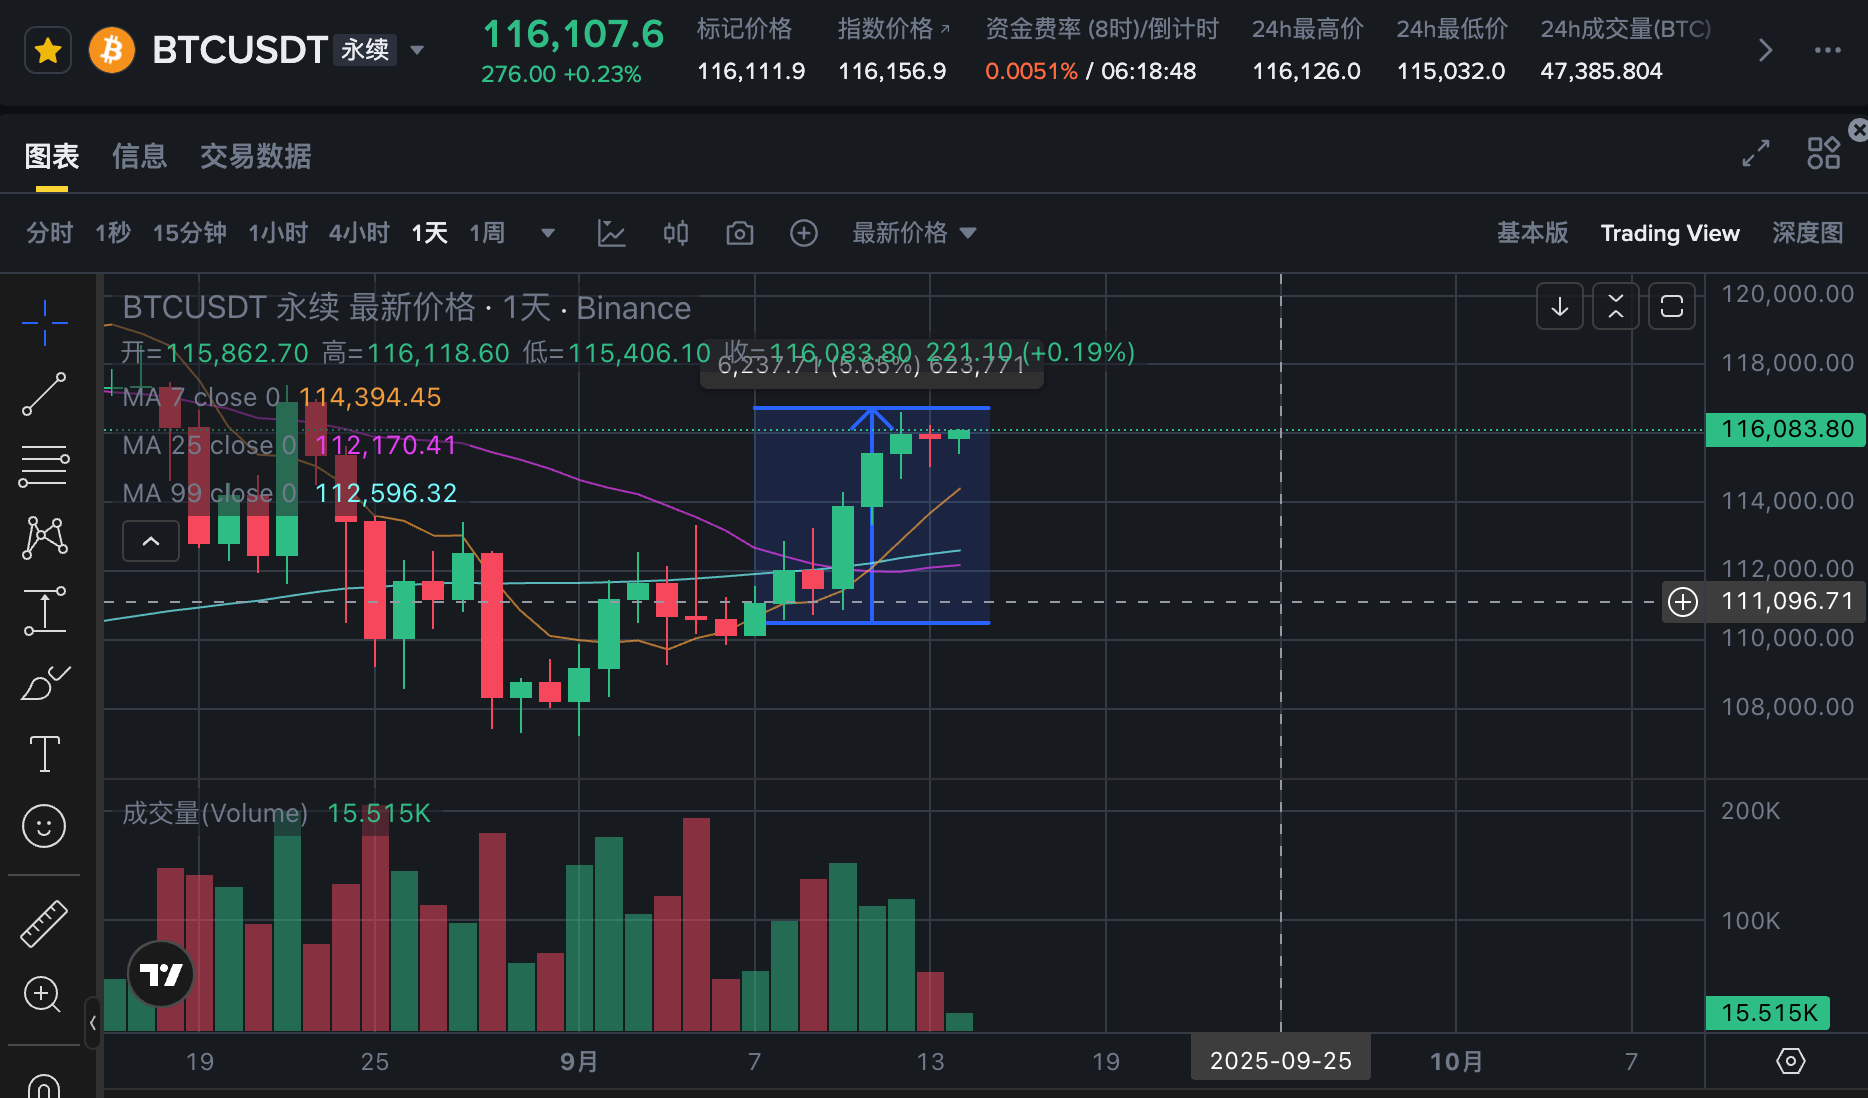 BTCUSDT 永续
116,107.6
276.00 +0.23%
标记价格
116,111.9
指数价格
116,156.9
资金费率 (8时)/倒计时
0.0051% / 06:18:48
24h最高价
116,126.0
24h最低价
115,032.0
24h成交量(BTC)
47,385.804
图表 信息 交易数据
分时 1秒 15分钟 1小时 4小时 1天 1周 最新价格 基本版 Trading View 深度图
BTCUSDT 永续 最新价格 · 1天 · Binance
开=115,862.70 高=116,118.60 低=115,406.10 收=116,083.80 221.10 (+0.19%)
6,237.71 (5.65%) 623,771
MA 7 close 0 114,394.45
MA 25 close 0 112,170.41
MA 99 close 0 112,596.32
120,000.00
118,000.00
116,083.80
114,000.00
112,000.00
111,096.71
110,000.00
108,000.00
成交量(Volume) 15.515K
200K
100K
15.515K
19 25 9月 7 13 19 2025-09-25 10月 7